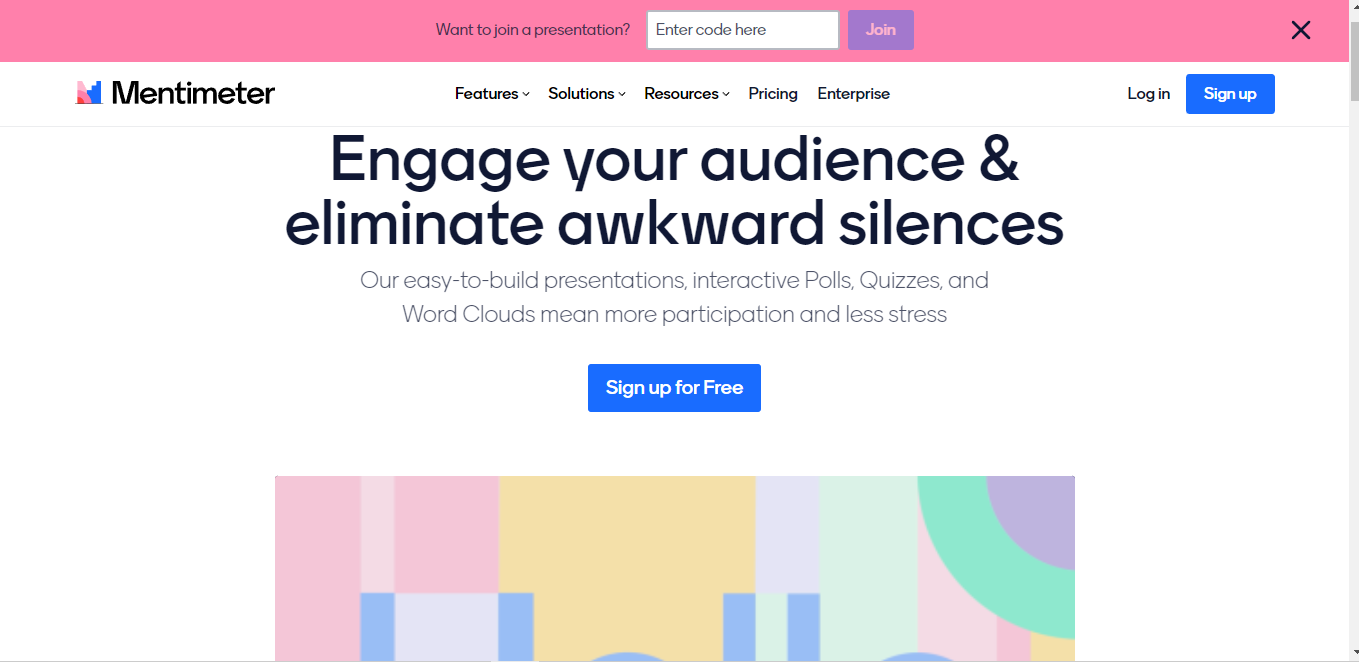 Want to join a presentation? Enter code here Join
Mentimeter Features Solutions Resources Pricing Enterprise Log in Sign up
Engage your audience &
eliminate awkward silences
Our easy-to-build presentations, interactive Polls, Quizzes, and
Word Clouds mean more participation and less stress
Sign up for Free